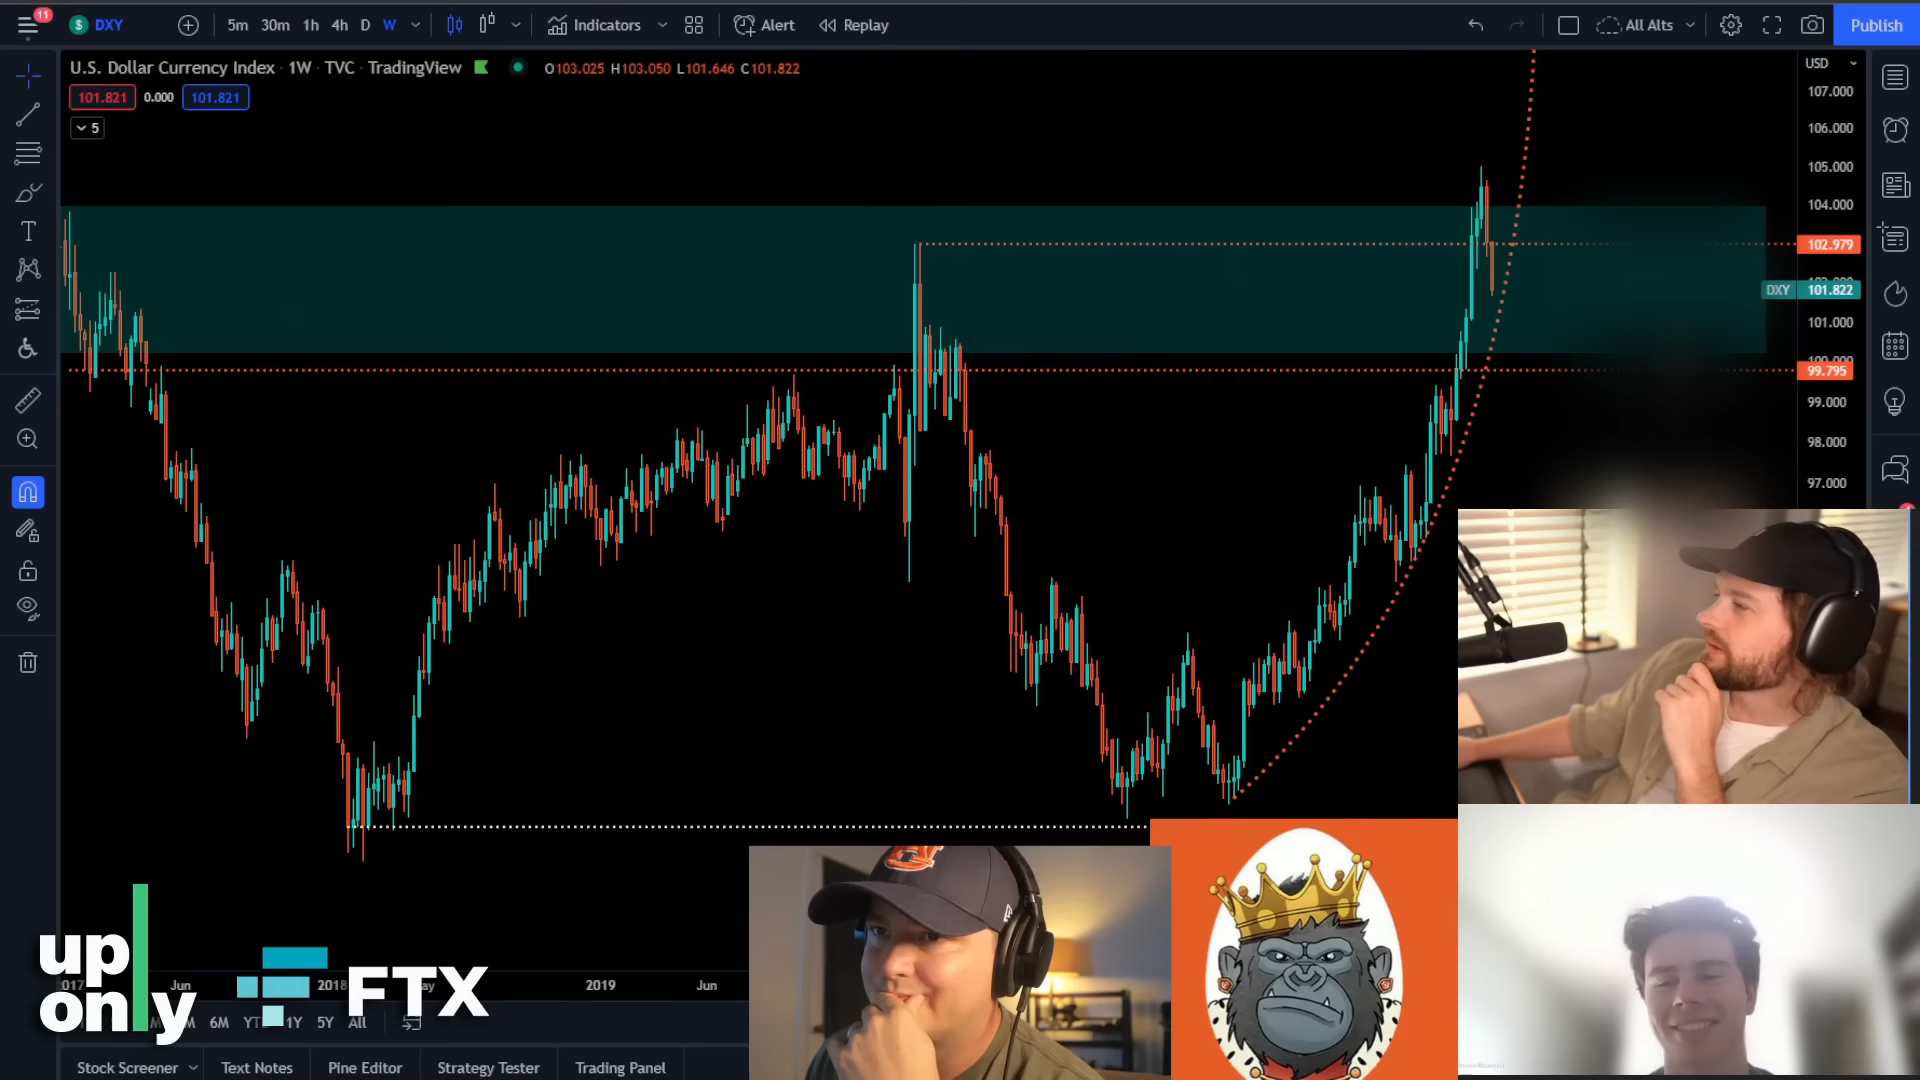 11
$ DXY
5m 30m 1h 4h D W
Indicators
Alert
Replay
All Alts
Publish
U.S. Dollar Currency Index · 1W · TVC · TradingView
O103.025 H103.050 L101.646 C101.822
101.821 0.000 101.821
5
USD
107.000
106.000
105.000
104.000
102.979
DXY 101.822
101.000
100.000
99.795
99.000
98.000
97.000
2017 Jun 2018 2019 Jun
up only
FTX
6M 1Y 5Y All
Stock Screener Text Notes Pine Editor Strategy Tester Trading Panel